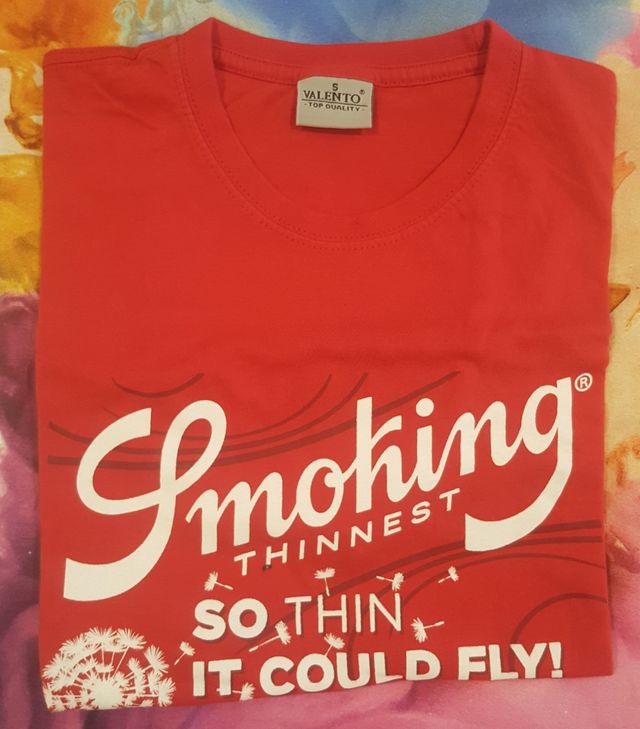 S
VALENTO®
- TOP QUALITY -
Smoking®
THINNEST
SO THIN
IT COULD FLY!